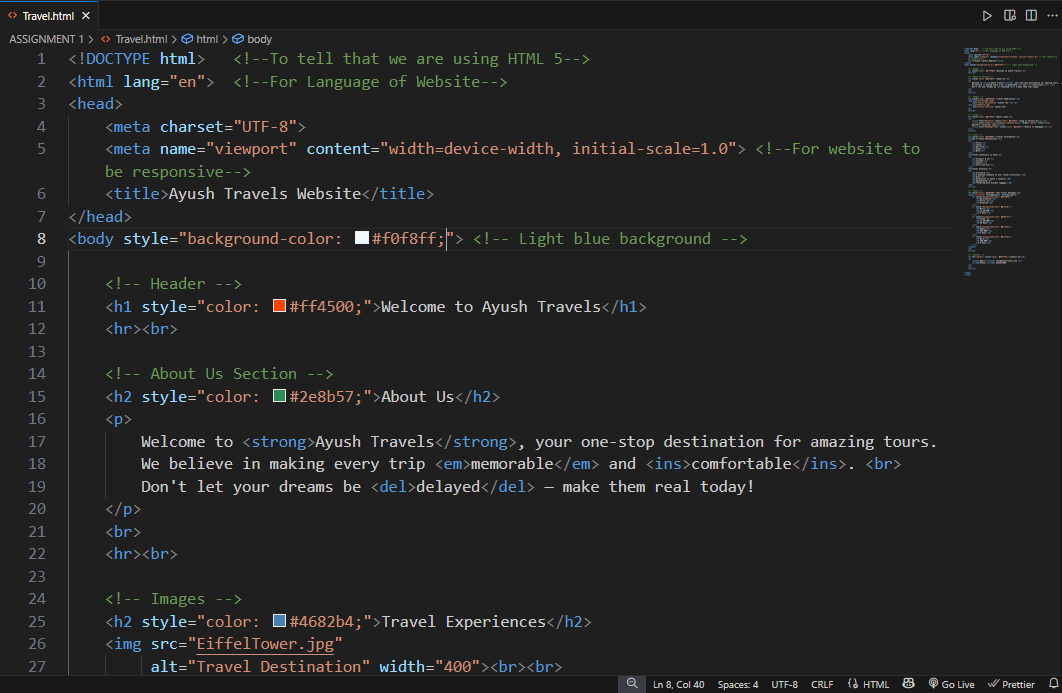 Travel.html
ASSIGNMENT 1 > Travel.html > html > body
1 <!DOCTYPE html>   <!--To tell that we are using HTML 5-->
2 <html lang="en">  <!--For Language of Website-->
3 <head>
4     <meta charset="UTF-8">
5     <meta name="viewport" content="width=device-width, initial-scale=1.0"> <!--For website to
be responsive-->
6     <title>Ayush Travels Website</title>
7 </head>
8 <body style="background-color: #f0f8ff;"> <!-- Light blue background -->
9
10     <!-- Header -->
11     <h1 style="color: #ff4500;">Welcome to Ayush Travels</h1>
12     <hr><br>
13
14     <!-- About Us Section -->
15     <h2 style="color: #2e8b57;">About Us</h2>
16     <p>
17         Welcome to <strong>Ayush Travels</strong>, your one-stop destination for amazing tours.
18         We believe in making every trip <em>memorable</em> and <ins>comfortable</ins>. <br>
19         Don't let your dreams be <del>delayed</del> — make them real today!
20     </p>
21     <br>
22     <hr><br>
23
24     <!-- Images -->
25     <h2 style="color: #4682b4;">Travel Experiences</h2>
26     <img src="EiffelTower.jpg"
27          alt="Travel Destination" width="400"><br><br>
Ln 8, Col 40 Spaces: 4 UTF-8 CRLF HTML Go Live Prettier